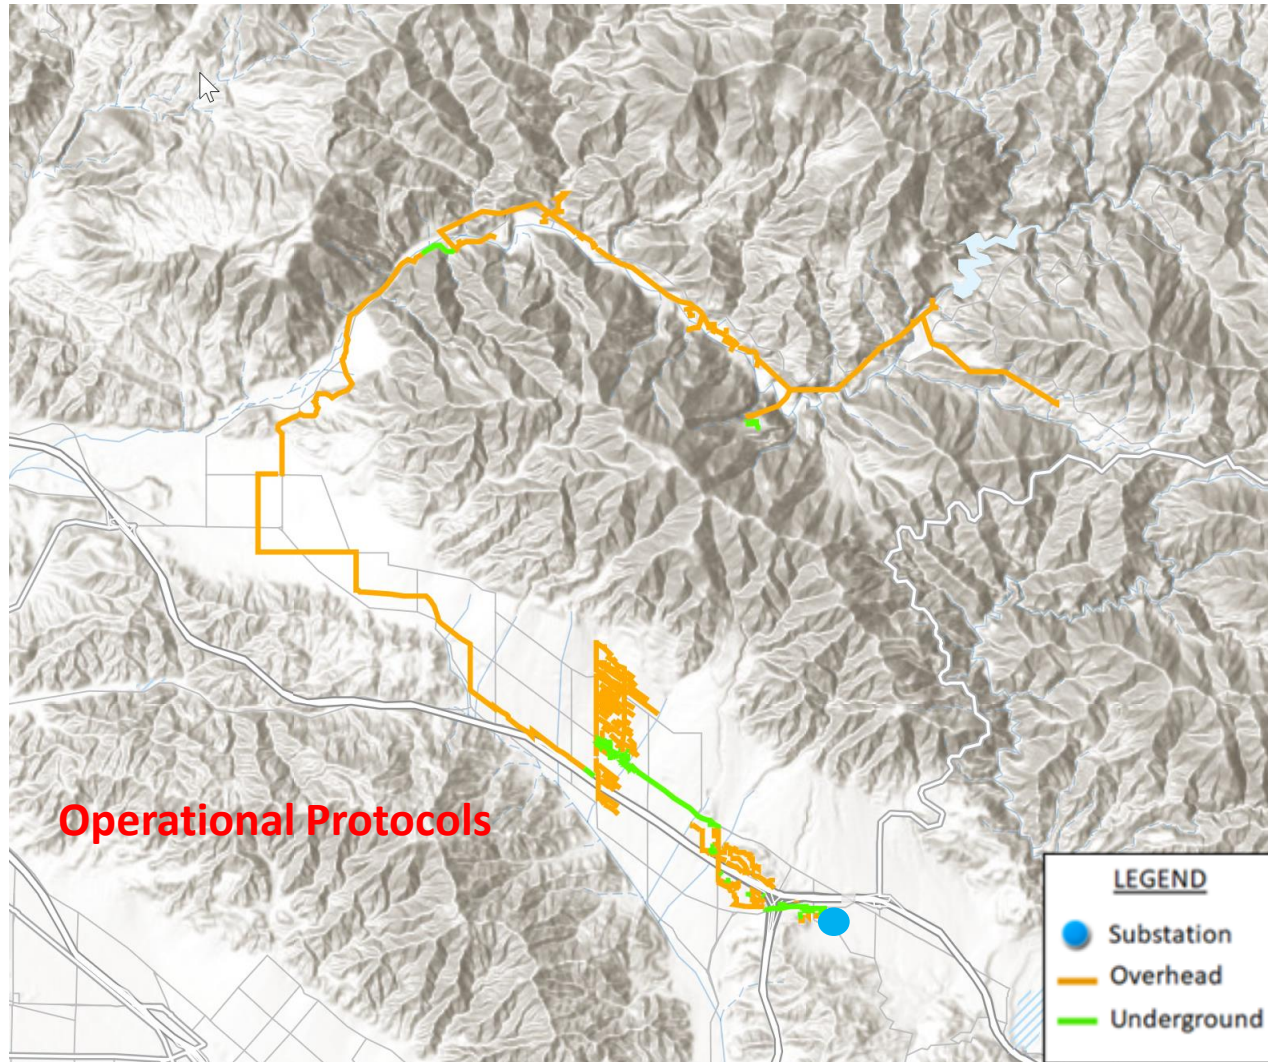 Operational Protocols
LEGEND
Substation
Overhead
Underground